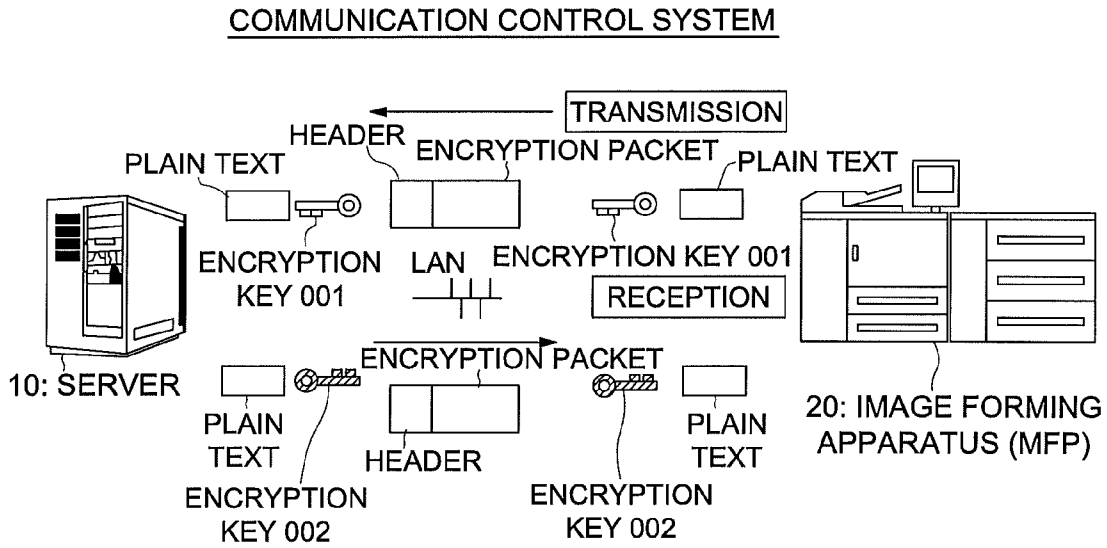 COMMUNICATION CONTROL SYSTEM
TRANSMISSION
HEADER
ENCRYPTION PACKET
PLAIN TEXT
PLAIN TEXT
ENCRYPTION
KEY 001
LAN
ENCRYPTION KEY 001
RECEPTION
ENCRYPTION PACKET
10: SERVER
PLAIN
TEXT
HEADER
PLAIN
TEXT
20: IMAGE FORMING
APPARATUS (MFP)
ENCRYPTION
KEY 002
ENCRYPTION
KEY 002